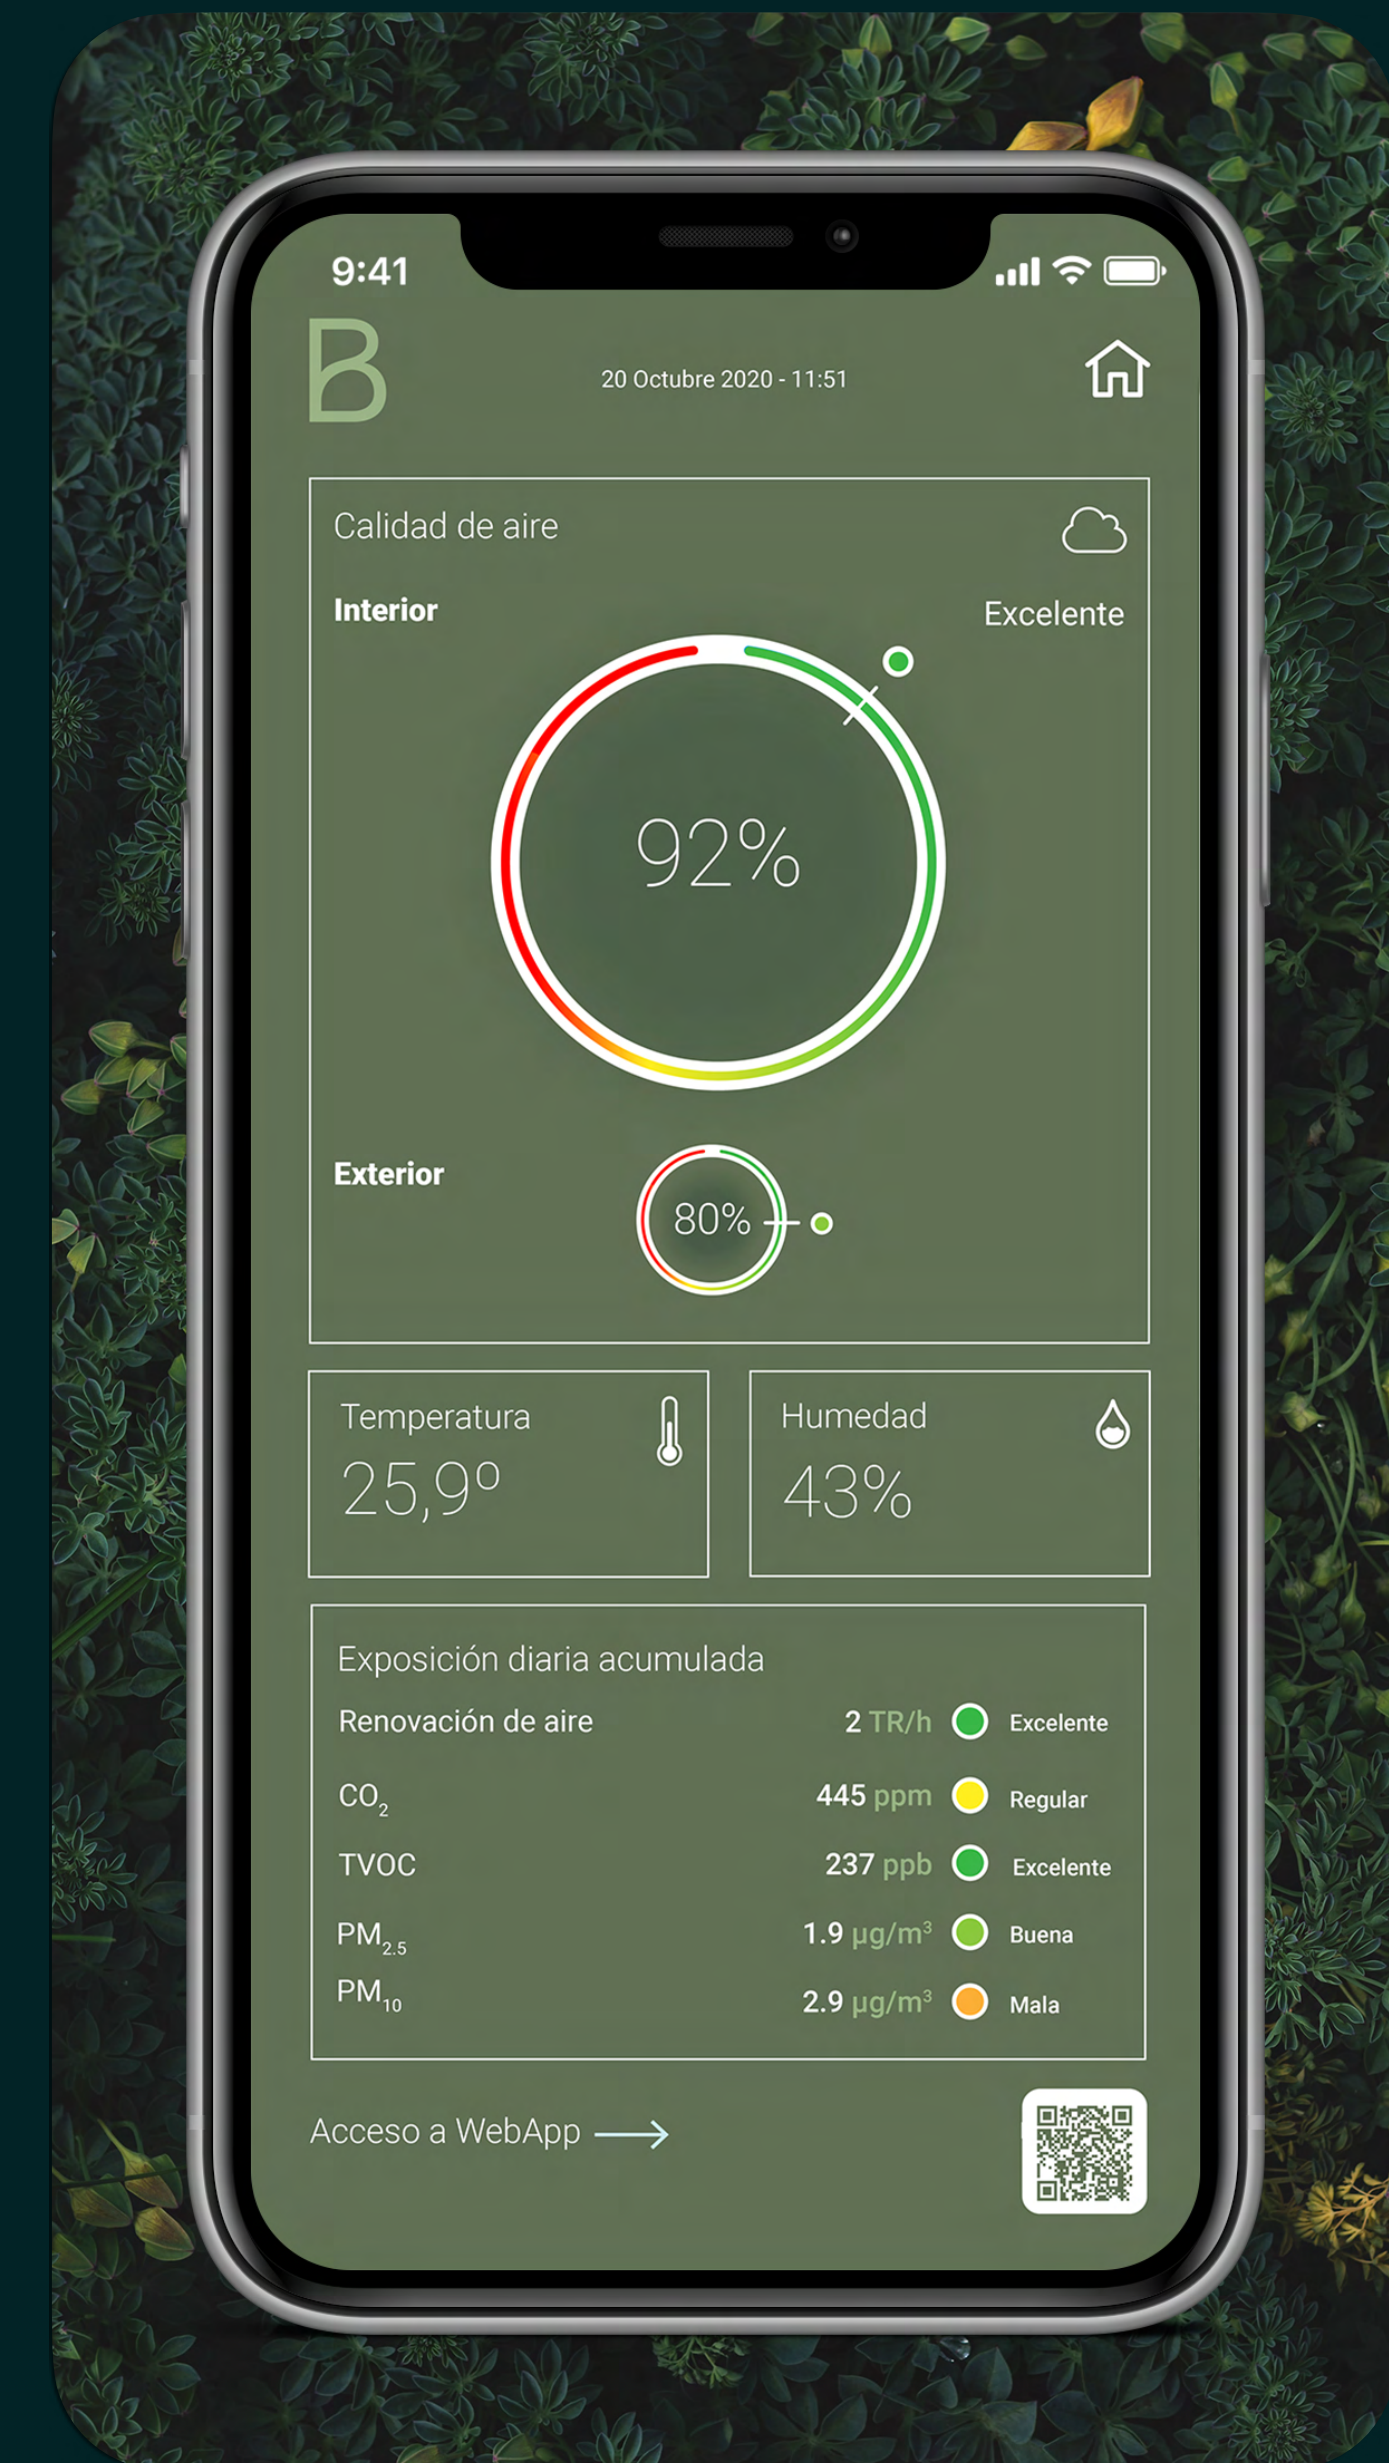 9:41
B
20 Octubre 2020 - 11:51
Calidad de aire
Interior
Excelente
92%
Exterior
80%
Temperatura
25,9º
Humedad
43%
Exposición diaria acumulada
Renovación de aire 2 TR/h Excelente
CO₂ 445 ppm Regular
TVOC 237 ppb Excelente
PM₂.₅ 1.9 µg/m³ Buena
PM₁₀ 2.9 µg/m³ Mala
Acceso a WebApp